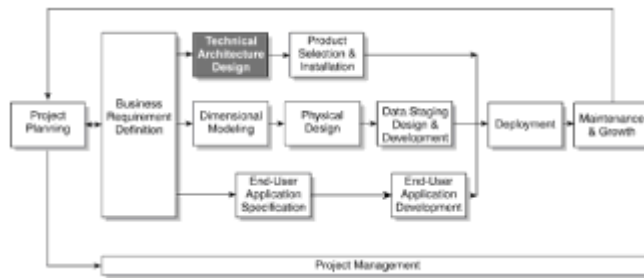 Technical
Architecture
Design
Product
Selection &
Installation
Project
Planning
Business
Requirement
Definition
Dimensional
Modeling
Physical
Design
Data Staging
Design &
Development
Deployment
Maintenance
& Growth
End-User
Application
Specification
End-User
Application
Development
Project Management